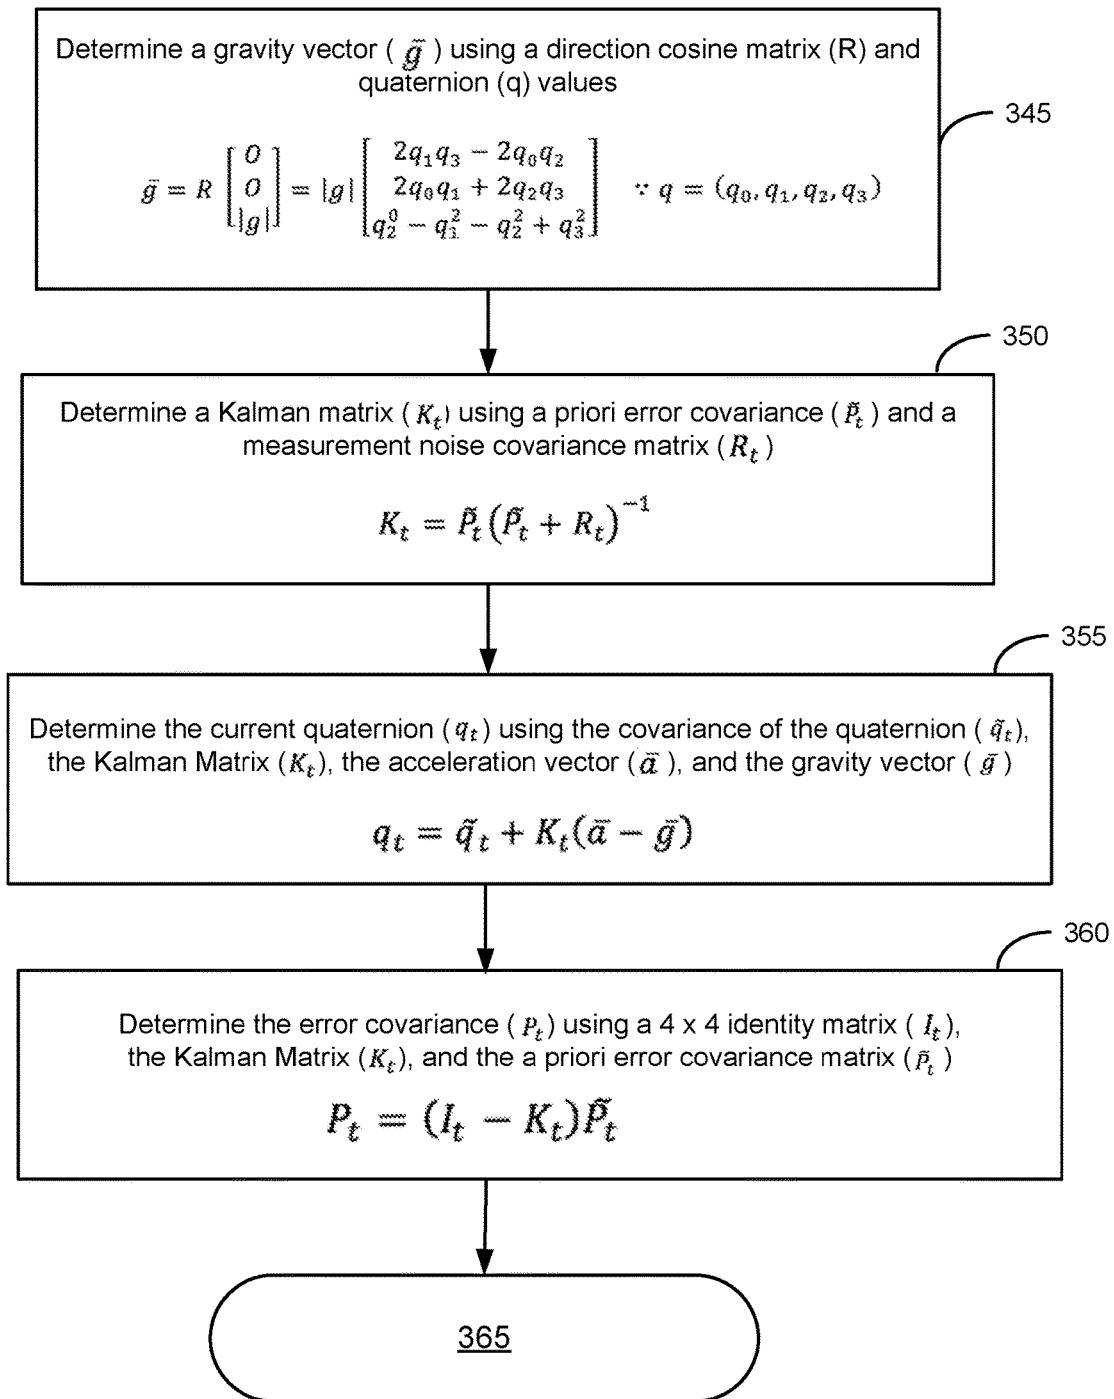 Determine a gravity vector ( g̅ ) using a direction cosine matrix (R) and
quaternion (q) values
g̅ = R [0 0 |g|] = |g| [2q₁q₃ − 2q₀q₂ 2q₀q₁ + 2q₂q₃ q₂⁰ − q₁² − q₂² + q₃²] ∵ q = (q₀, q₁, q₂, q₃)
345
350
Determine a Kalman matrix ( Kₜ) using a priori error covariance ( P̃ₜ ) and a
measurement noise covariance matrix ( Rₜ )
Kₜ = P̃ₜ(P̃ₜ + Rₜ)⁻¹
355
Determine the current quaternion ( qₜ) using the covariance of the quaternion ( q̃ₜ),
the Kalman Matrix (Kₜ), the acceleration vector ( a̅ ), and the gravity vector ( g̅ )
qₜ = q̃ₜ + Kₜ(a̅ − g̅)
360
Determine the error covariance ( Pₜ) using a 4 x 4 identity matrix ( Iₜ),
the Kalman Matrix (Kₜ), and the a priori error covariance matrix ( P̃ₜ )
Pₜ = (Iₜ − Kₜ)P̃ₜ
365